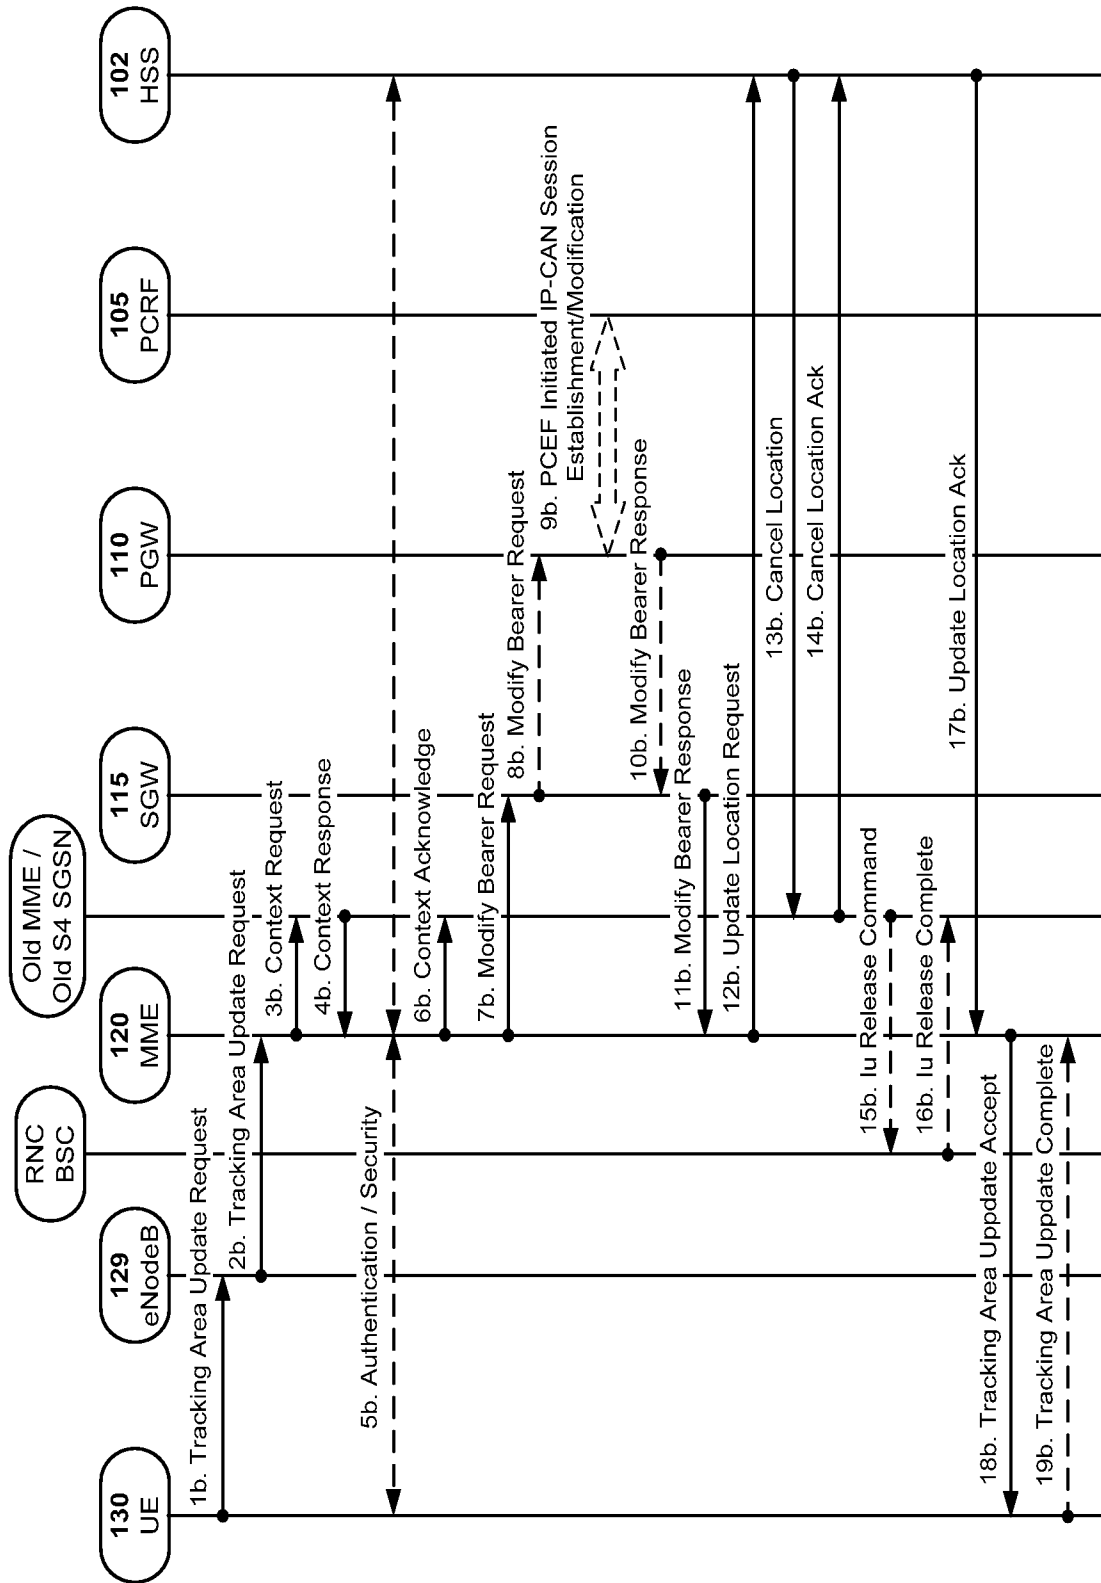 130
UE
129
eNodeB
RNC
BSC
120
MME
Old MME /
Old S4 SGSN
115
SGW
110
PGW
105
PCRF
102
HSS
1b. Tracking Area Update Request
2b. Tracking Area Update Request
3b. Context Request
4b. Context Response
5b. Authentication / Security
6b. Context Acknowledge
7b. Modify Bearer Request
8b. Modify Bearer Request
9b. PCEF Initiated IP-CAN Session
Establishment/Modification
10b. Modify Bearer Response
11b. Modify Bearer Response
12b. Update Location Request
13b. Cancel Location
14b. Cancel Location Ack
15b. Iu Release Command
16b. Iu Release Complete
17b. Update Location Ack
18b. Tracking Area Uppdate Accept
19b. Tracking Area Uppdate Complete